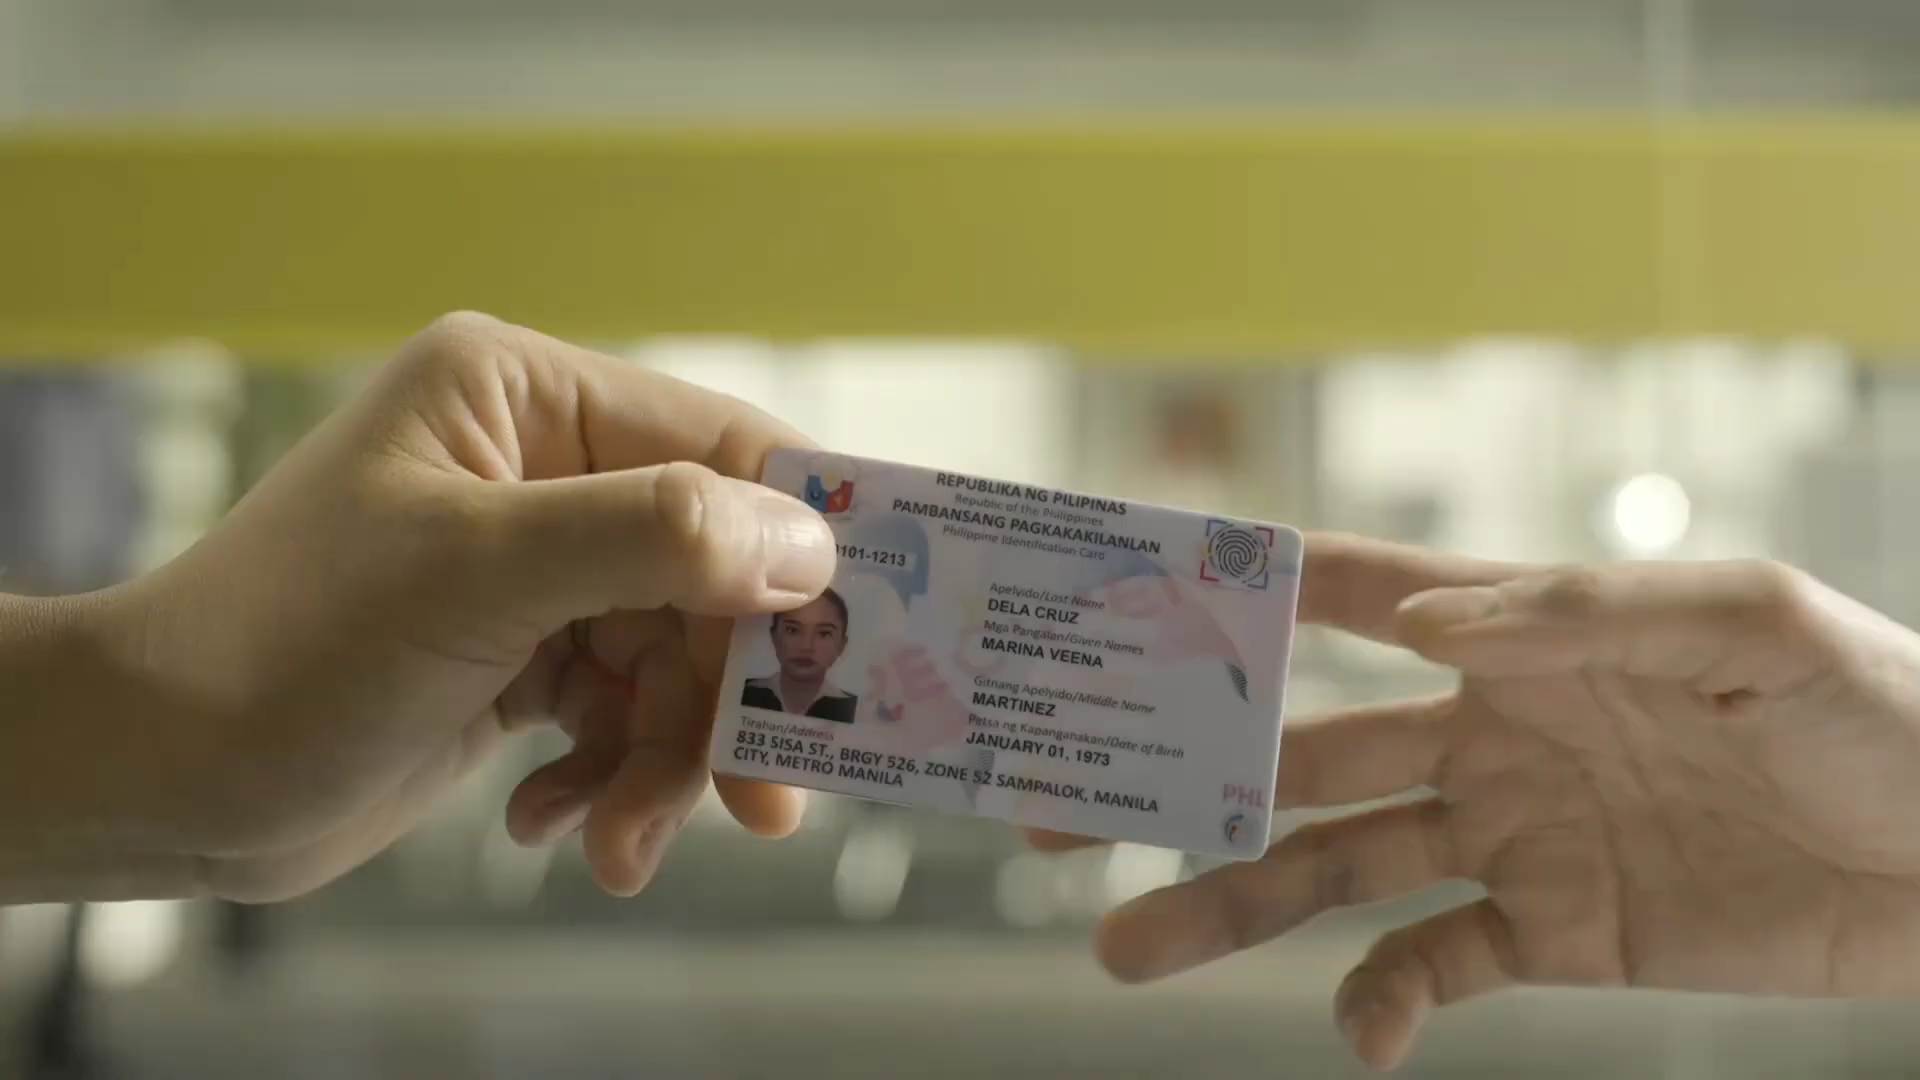 REPUBLIKA NG PILIPINAS
Republic of the Philippines
PAMBANSANG PAGKAKAKILANLAN
Philippine Identification Card
0101-1213
Apelyido/Last Name
DELA CRUZ
Mga Pangalan/Given Names
MARINA VEENA
Gitnang Apelyido/Middle Name
MARTINEZ
Petsa ng Kapanganakan/Date of Birth
JANUARY 01, 1973
Tirahan/Address
833 SISA ST., BRGY 526, ZONE 52 SAMPALOK, MANILA
CITY, METRO MANILA
PHL